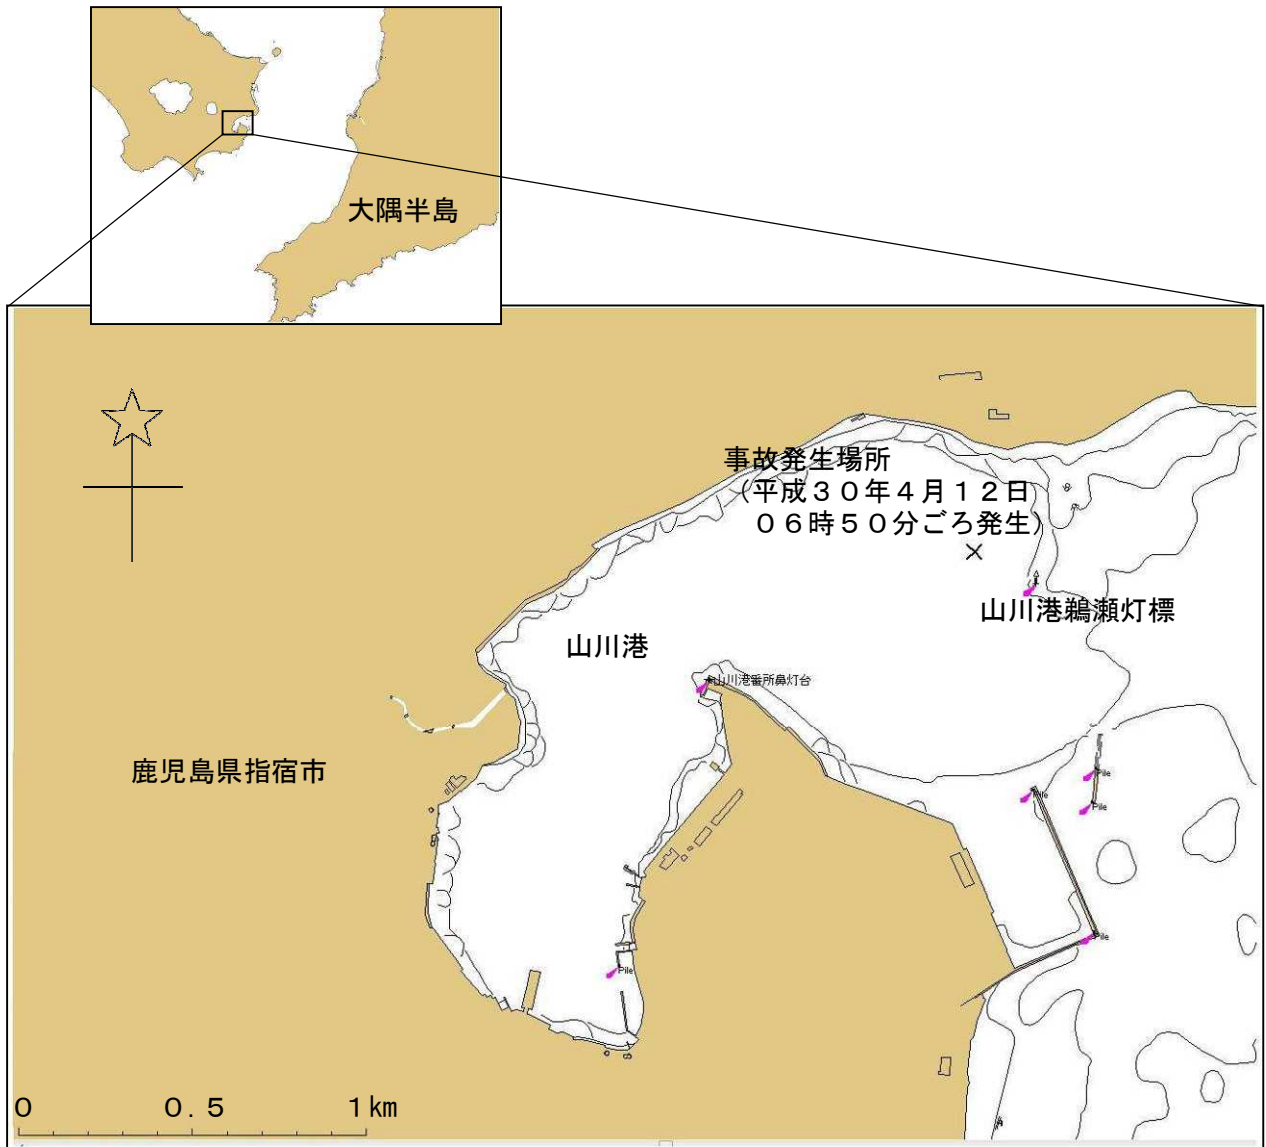 大隅半島
事故発生場所
（平成３０年４月１２日
０６時５０分ごろ発生）
山川港鵜瀬灯標
山川港
山川港番所鼻灯台
鹿児島県指宿市
Pile
Pile
Pile
Pile
Pile
０ ０.５ １㎞